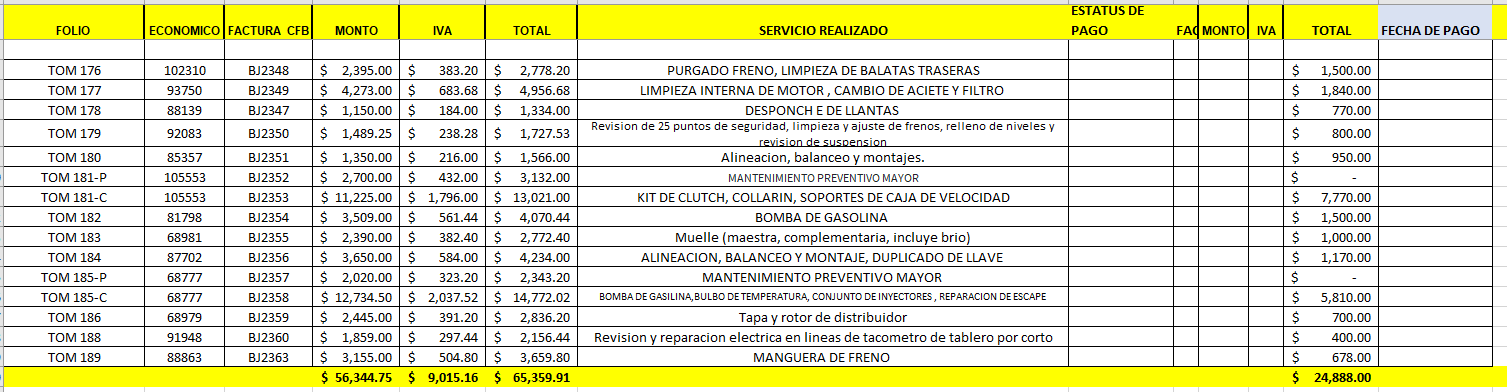 FOLIO ECONOMICO FACTURA CFB MONTO IVA TOTAL SERVICIO REALIZADO ESTATUS DE PAGO FAC MONTO IVA TOTAL FECHA DE PAGO
TOM 176 102310 BJ2348 $ 2,395.00 $ 383.20 $ 2,778.20 PURGADO FRENO, LIMPIEZA DE BALATAS TRASERAS $ 1,500.00
TOM 177 93750 BJ2349 $ 4,273.00 $ 683.68 $ 4,956.68 LIMPIEZA INTERNA DE MOTOR , CAMBIO DE ACIETE Y FILTRO $ 1,840.00
TOM 178 88139 BJ2347 $ 1,150.00 $ 184.00 $ 1,334.00 DESPONCH E DE LLANTAS $ 770.00
TOM 179 92083 BJ2350 $ 1,489.25 $ 238.28 $ 1,727.53 Revision de 25 puntos de seguridad, limpieza y ajuste de frenos, relleno de niveles y revision de suspension $ 800.00
TOM 180 85357 BJ2351 $ 1,350.00 $ 216.00 $ 1,566.00 Alineacion, balanceo y montajes. $ 950.00
TOM 181-P 105553 BJ2352 $ 2,700.00 $ 432.00 $ 3,132.00 MANTENIMIENTO PREVENTIVO MAYOR $ -
TOM 181-C 105553 BJ2353 $ 11,225.00 $ 1,796.00 $ 13,021.00 KIT DE CLUTCH, COLLARIN, SOPORTES DE CAJA DE VELOCIDAD $ 7,770.00
TOM 182 81798 BJ2354 $ 3,509.00 $ 561.44 $ 4,070.44 BOMBA DE GASOLINA $ 1,500.00
TOM 183 68981 BJ2355 $ 2,390.00 $ 382.40 $ 2,772.40 Muelle (maestra, complementaria, incluye brio) $ 1,000.00
TOM 184 87702 BJ2356 $ 3,650.00 $ 584.00 $ 4,234.00 ALINEACION, BALANCEO Y MONTAJE, DUPLICADO DE LLAVE $ 1,170.00
TOM 185-P 68777 BJ2357 $ 2,020.00 $ 323.20 $ 2,343.20 MANTENIMIENTO PREVENTIVO MAYOR $ -
TOM 185-C 68777 BJ2358 $ 12,734.50 $ 2,037.52 $ 14,772.02 BOMBA DE GASILINA,BULBO DE TEMPERATURA, CONJUNTO DE INYECTORES , REPARACION DE ESCAPE $ 5,810.00
TOM 186 68979 BJ2359 $ 2,445.00 $ 391.20 $ 2,836.20 Tapa y rotor de distribuidor $ 700.00
TOM 188 91948 BJ2360 $ 1,859.00 $ 297.44 $ 2,156.44 Revision y reparacion electrica en lineas de tacometro de tablero por corto $ 400.00
TOM 189 88863 BJ2363 $ 3,155.00 $ 504.80 $ 3,659.80 MANGUERA DE FRENO $ 678.00
$ 56,344.75 $ 9,015.16 $ 65,359.91 $ 24,888.00